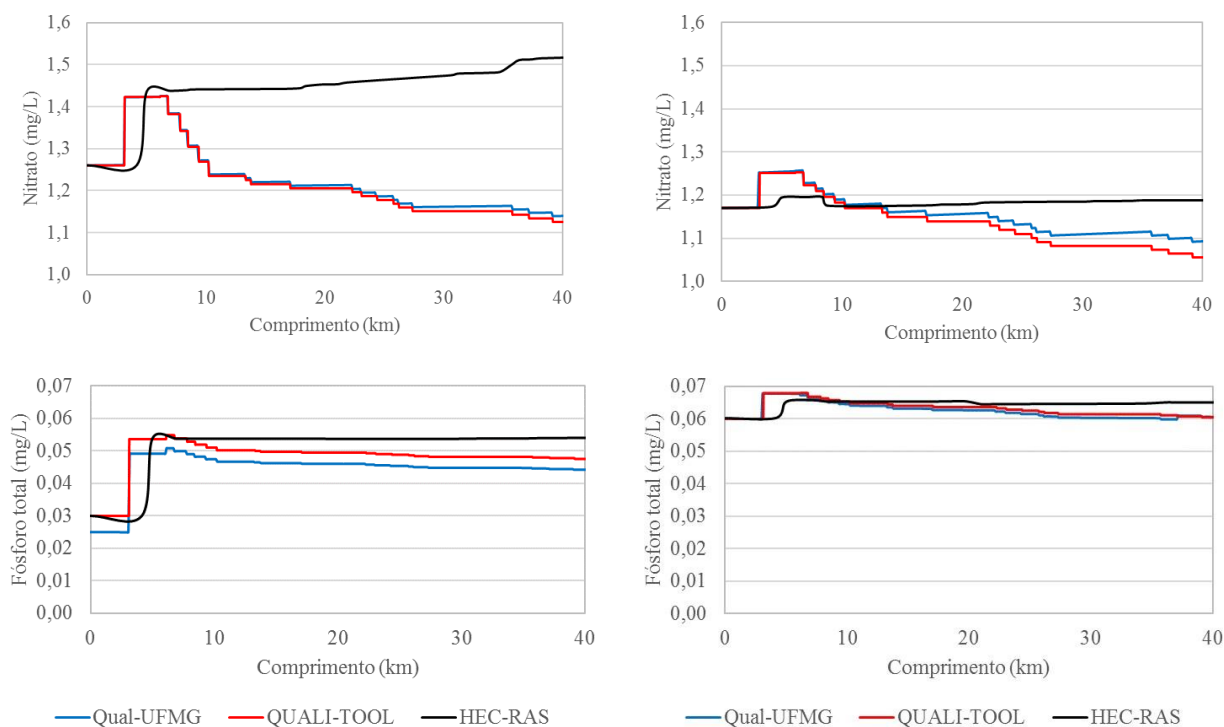 1,6
1,5
1,4
1,3
1,2
1,1
1,0
Nitrato (mg/L)
0 10 20 30 40
Comprimento (km)
1,6
1,5
1,4
1,3
1,2
1,1
1,0
Nitrato (mg/L)
0 10 20 30 40
Comprimento (km)
0,07
0,06
0,05
0,04
0,03
0,02
0,01
0,00
Fósforo total (mg/L)
0 10 20 30 40
Comprimento (km)
0,07
0,06
0,05
0,04
0,03
0,02
0,01
0,00
Fósforo total (mg/L)
0 10 20 30 40
Comprimento (km)
Qual-UFMG QUALI-TOOL HEC-RAS
Qual-UFMG QUALI-TOOL HEC-RAS